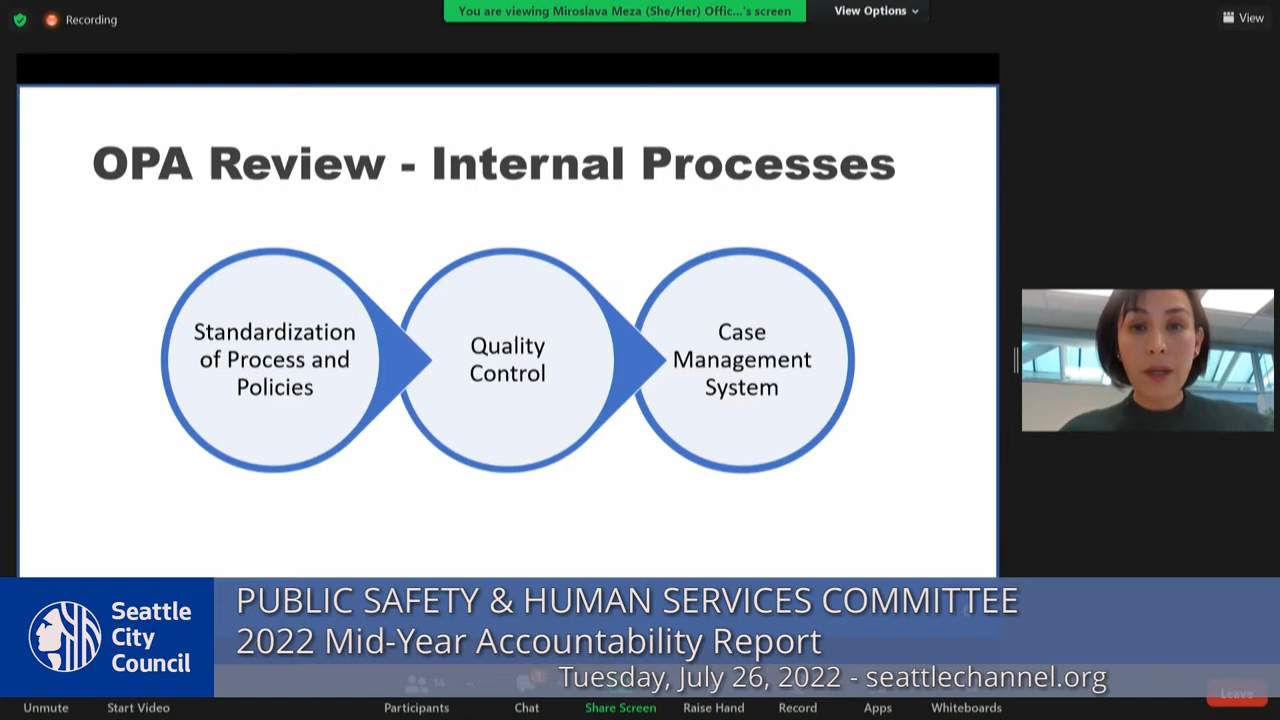 Recording
You are viewing Miroslava Meza (She/Her) Offic...'s screen
View Options
View
OPA Review - Internal Processes
Standardization
of Process and
Policies
Quality
Control
Case
Management
System
Seattle
City
Council
PUBLIC SAFETY & HUMAN SERVICES COMMITTEE
2022 Mid-Year Accountability Report
Tuesday, July 26, 2022 - seattlechannel.org
14
1
Leave
Unmute
Start Video
Participants
Chat
Share Screen
Raise Hand
Record
Apps
Whiteboards